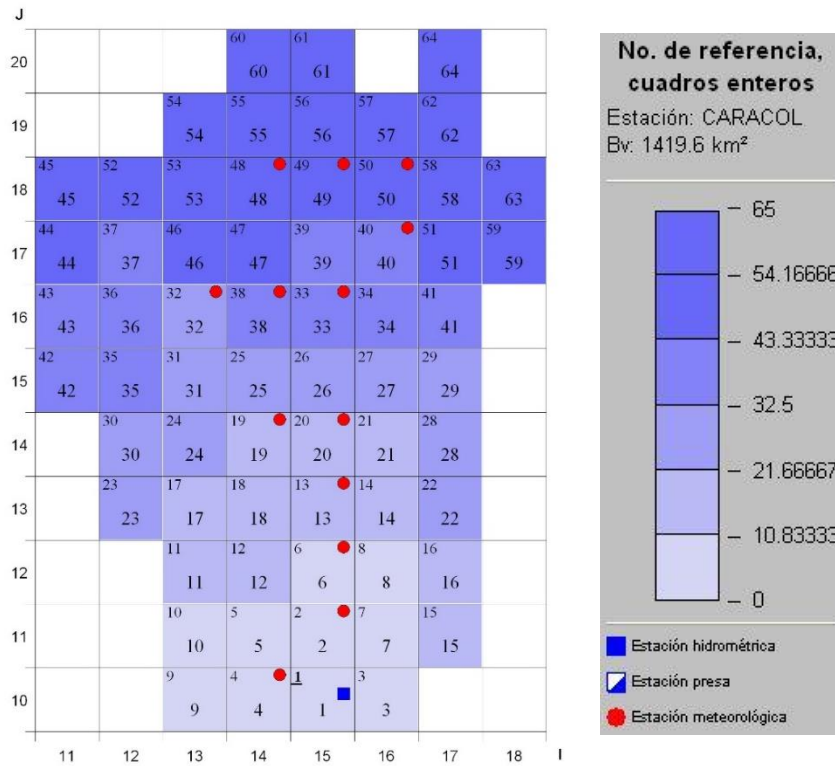 J
60 61 64
20 60 61 64
54 55 56 57 62
19 54 55 56 57 62
45 52 53 48 49 50 58 63
18 45 52 53 48 49 50 58 63
44 37 46 47 39 40 51 59
17 44 37 46 47 39 40 51 59
43 36 32 38 33 34 41
16 43 36 32 38 33 34 41
42 35 31 25 26 27 29
15 42 35 31 25 26 27 29
30 24 19 20 21 28
14 30 24 19 20 21 28
23 17 18 13 14 22
13 23 17 18 13 14 22
11 12 6 8 16
12 11 12 6 8 16
10 5 2 7 15
11 10 5 2 7 15
9 4 1 3
10 9 4 1 3
11 12 13 14 15 16 17 18 I
No. de referencia,
cuadros enteros
Estación: CARACOL
Bv: 1419.6 km²
65
54.16666
43.33333
32.5
21.66667
10.83333
0
Estación hidrométrica
Estación presa
Estación meteorológica